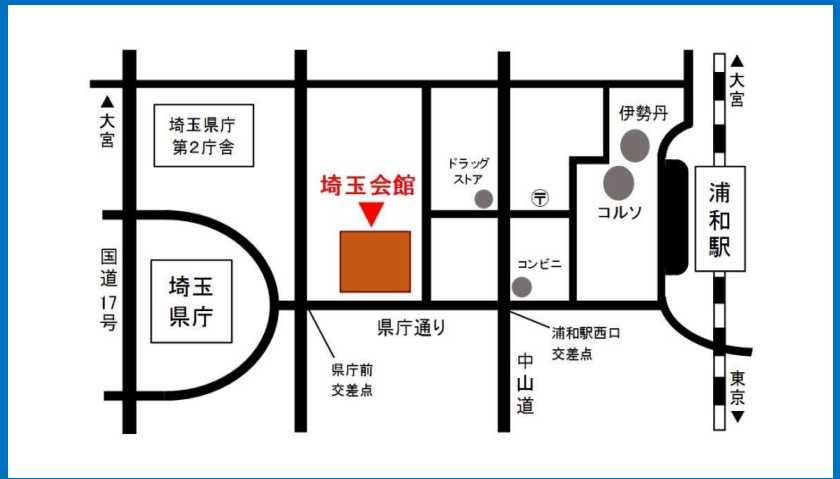 ▲大宮
埼玉県庁
第2庁舎
国道17号
埼玉
県庁
埼玉会館
県庁前
交差点
県庁通り
ドラッグ
ストア
〒
コンビニ
中山道
浦和駅西口
交差点
伊勢丹
コルソ
▲大宮
浦和駅
東京▼